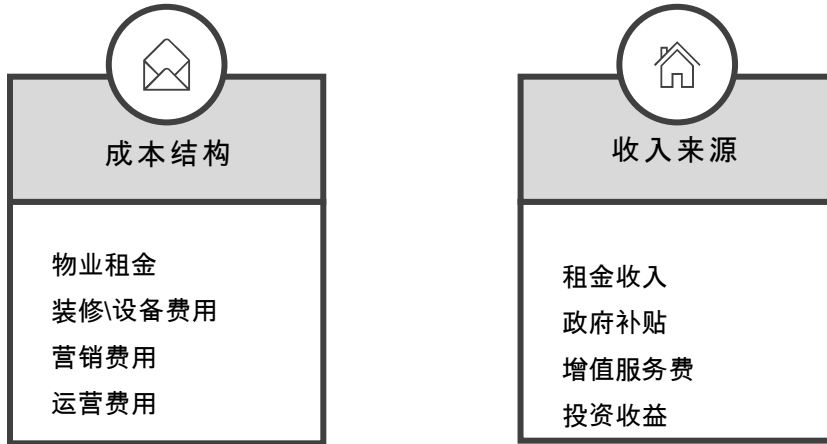 成本结构
物业租金
装修\设备费用
营销费用
运营费用
收入来源
租金收入
政府补贴
增值服务费
投资收益